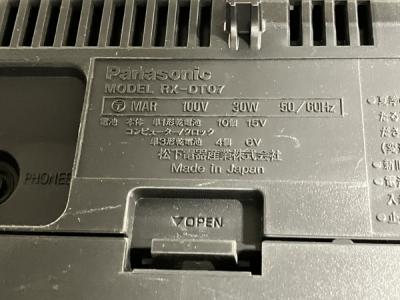 Panasonic
MODEL RX-DT07
MAR 100V 30W 50/60Hz
電池 本体 単1形乾電池 10個 15V
コンピューター/クロック
単3形乾電池 4個 6V
松下電器産業株式会社
Made in Japan
PHONES
▽OPEN